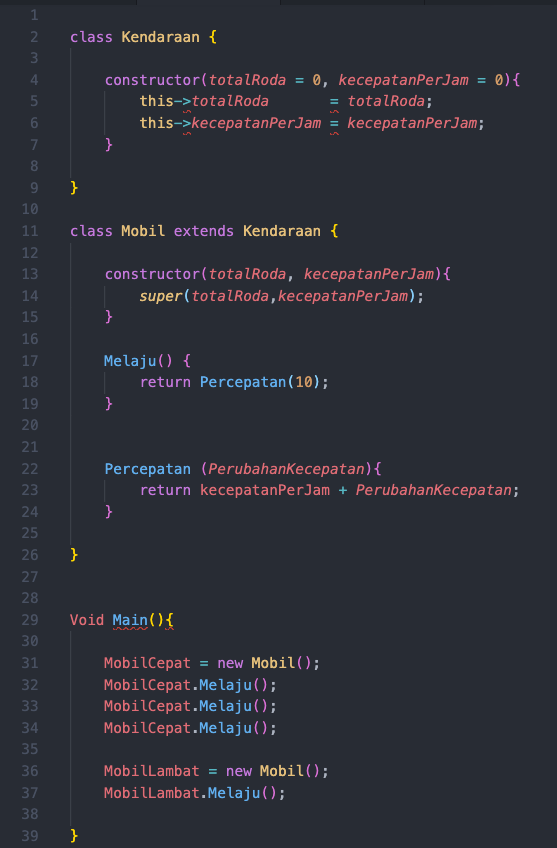 1
2 class Kendaraan {
3
4 constructor(totalRoda = 0, kecepatanPerJam = 0){
5 this->totalRoda       = totalRoda;
6 this->kecepatanPerJam = kecepatanPerJam;
7 }
8
9 }
10
11 class Mobil extends Kendaraan {
12
13 constructor(totalRoda, kecepatanPerJam){
14 super(totalRoda,kecepatanPerJam);
15 }
16
17 Melaju() {
18 return Percepatan(10);
19 }
20
21
22 Percepatan (PerubahanKecepatan){
23 return kecepatanPerJam + PerubahanKecepatan;
24 }
25
26 }
27
28
29 Void Main(){
30
31 MobilCepat = new Mobil();
32 MobilCepat.Melaju();
33 MobilCepat.Melaju();
34 MobilCepat.Melaju();
35
36 MobilLambat = new Mobil();
37 MobilLambat.Melaju();
38
39 }